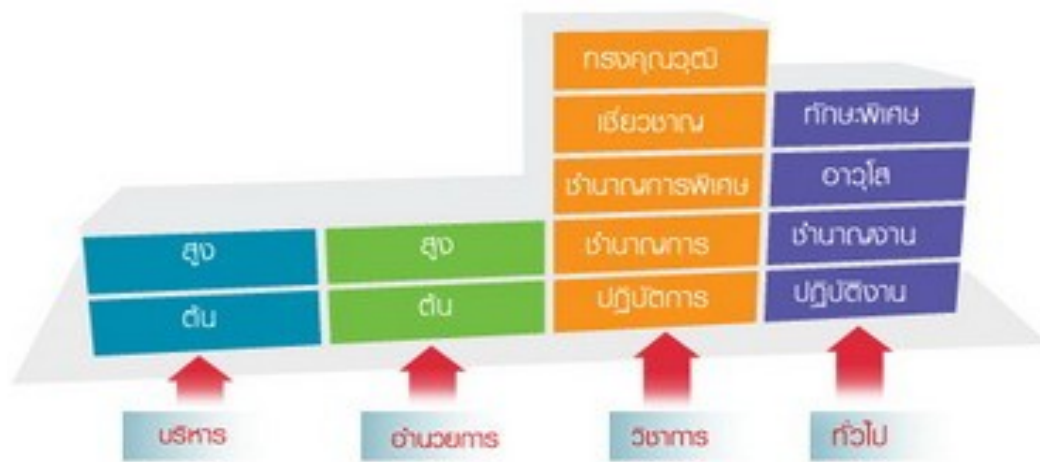 ทรงคุณวุฒิ
เชี่ยวชาญ
ชำนาญการพิเศษ
ชำนาญการ
ปฏิบัติการ
ทักษะพิเศษ
อาวุโส
ชำนาญงาน
ปฏิบัติงาน
สูง
ต้น
สูง
ต้น
บริหาร
อำนวยการ
วิชาการ
ทั่วไป